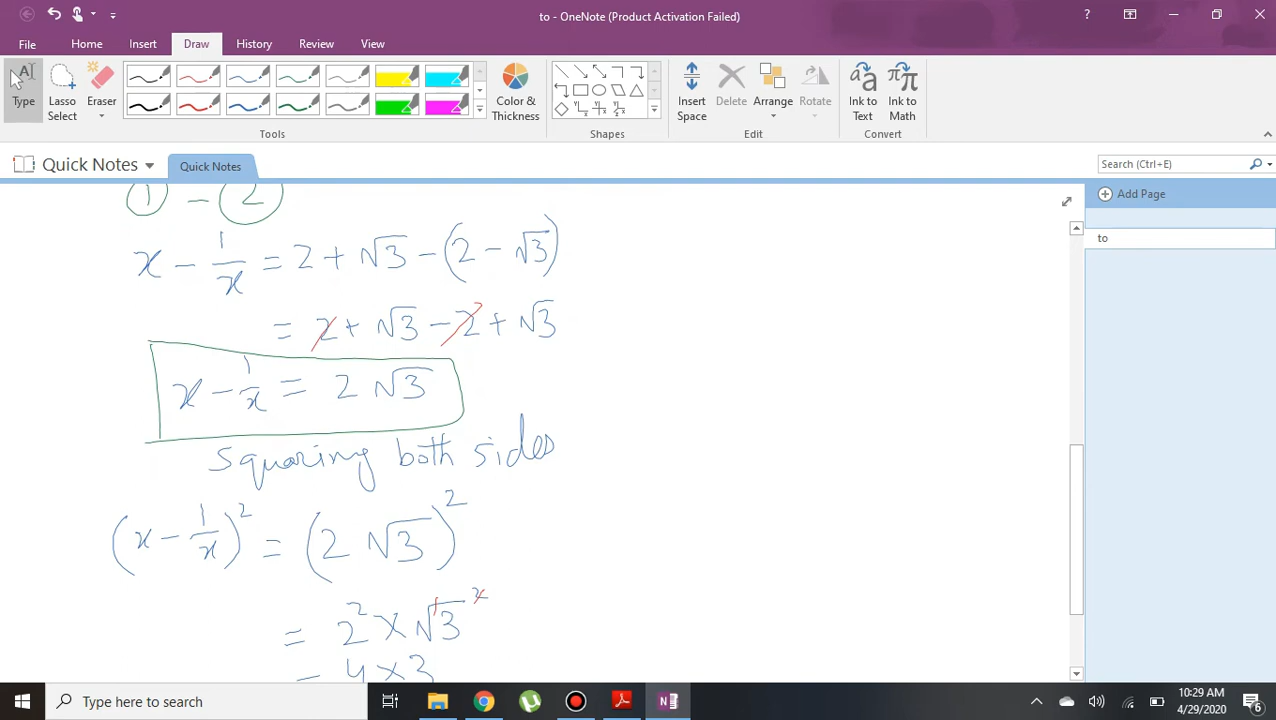 to - OneNote (Product Activation Failed)
?
File Home Insert Draw History Review View
Type
Lasso Select
Eraser
Color & Thickness
Insert Space
Delete
Arrange
Rotate
Ink to Text
Ink to Math
Tools
Shapes
Edit
Convert
Quick Notes
Quick Notes
Search (Ctrl+E)
Add Page
to
① - ②
x - 1/x = 2 + √3 - (2 - √3)
= 2 + √3 - 2 + √3
x - 1/x = 2 √3
Squaring both sides
(x - 1/x)² = (2 √3)²
= 2² × √3²
= 4 × 3
Type here to search
10:29 AM
4/29/2020
6